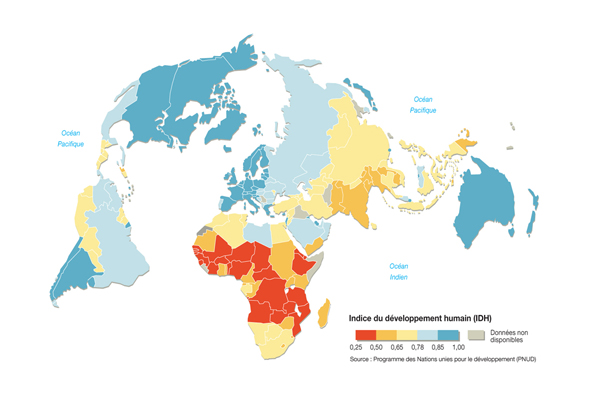 Océan
Pacifique
Océan
Pacifique
Océan
Indien
Indice du développement humain (IDH)
0,25 0,50 0,65 0,78 0,85 1,00
Données non
disponibles
Source : Programme des Nations unies pour le développement (PNUD)